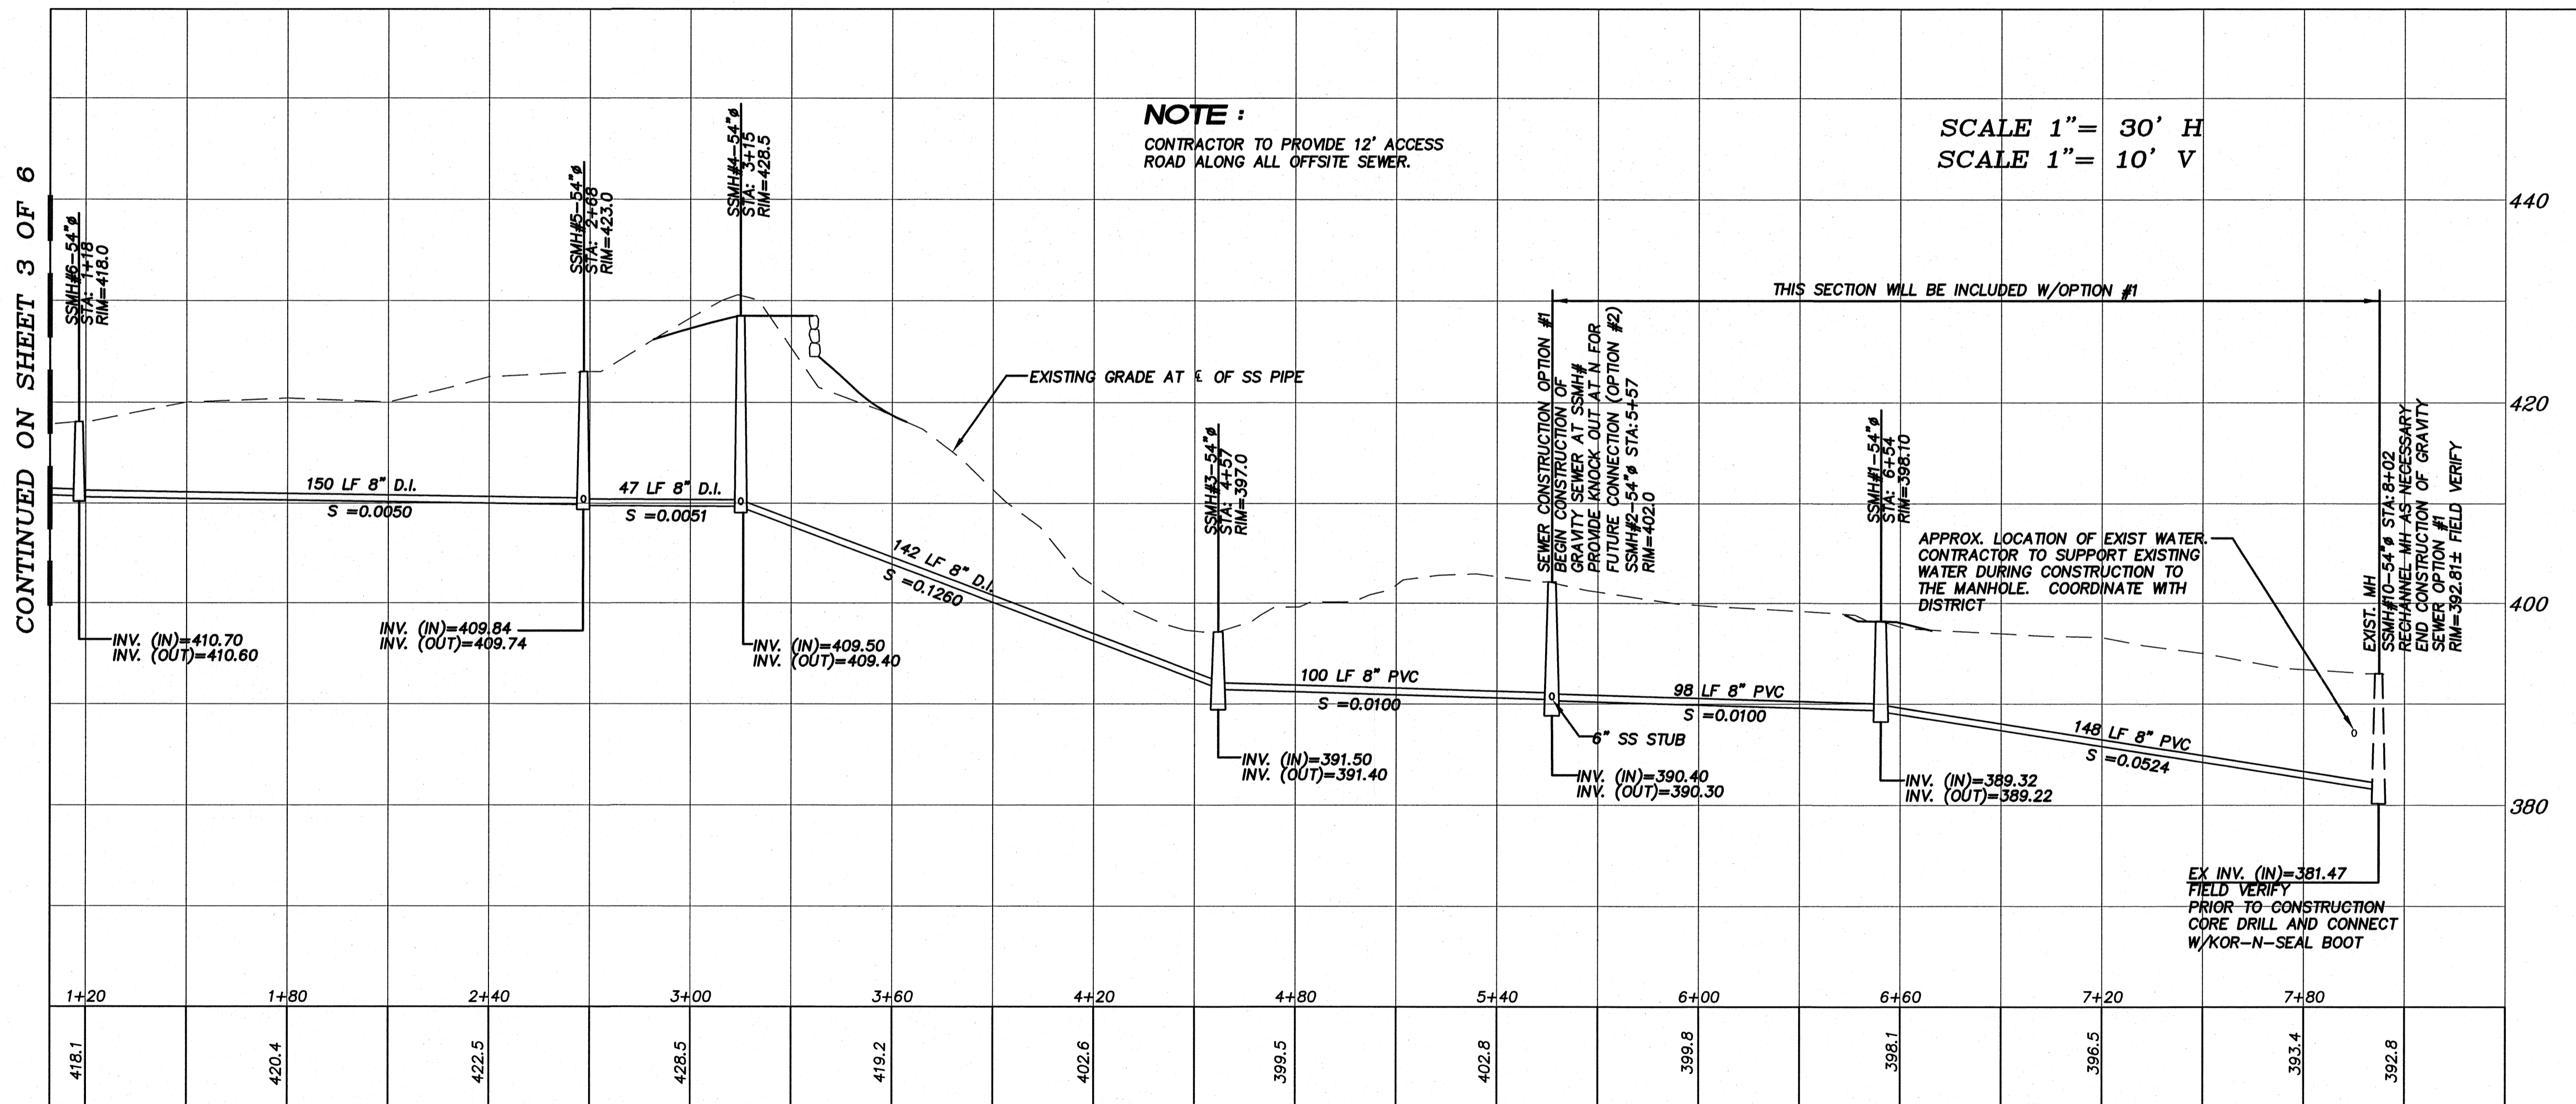 CONTINUED ON SHEET 3 OF 6
NOTE :
CONTRACTOR TO PROVIDE 12' ACCESS
ROAD ALONG ALL OFFSITE SEWER.
SCALE 1"= 30' H
SCALE 1"= 10' V
SSMH#6-54"ø
STA: 1+18
RIM=418.0
SSMH#5-54"ø
STA: 2+68
RIM=423.0
SSMH#4-54"ø
STA: 3+15
RIM=428.5
EXISTING GRADE AT ℄ OF SS PIPE
SSMH#3-54"ø
STA: 4+57
RIM=397.0
SEWER CONSTRUCTION OPTION #1
BEGIN CONSTRUCTION OF
GRAVITY SEWER AT SSMH#
PROVIDE KNOCK OUT AT N FOR
FUTURE CONNECTION (OPTION #2)
SSMH#2-54"ø STA:5+57
RIM=402.0
THIS SECTION WILL BE INCLUDED W/OPTION #1
SSMH#1-54"ø
STA: 6+54
RIM=398.10
APPROX. LOCATION OF EXIST WATER.
CONTRACTOR TO SUPPORT EXISTING
WATER DURING CONSTRUCTION TO
THE MANHOLE. COORDINATE WITH
DISTRICT
EXIST. MH
SSMH#10-54"ø STA:8+02
RECHANNEL MH AS NECESSARY
END CONSTRUCTION OF GRAVITY
SEWER OPTION #1
RIM=392.81± FIELD VERIFY
440
420
400
380
150 LF 8" D.I.
S =0.0050
47 LF 8" D.I.
S =0.0051
142 LF 8" D.I.
S =0.1260
100 LF 8" PVC
S =0.0100
98 LF 8" PVC
S =0.0100
148 LF 8" PVC
S =0.0524
6" SS STUB
INV. (IN)=410.70
INV. (OUT)=410.60
INV. (IN)=409.84
INV. (OUT)=409.74
INV. (IN)=409.50
INV. (OUT)=409.40
INV. (IN)=391.50
INV. (OUT)=391.40
INV. (IN)=390.40
INV. (OUT)=390.30
INV. (IN)=389.32
INV. (OUT)=389.22
EX INV. (IN)=381.47
FIELD VERIFY
PRIOR TO CONSTRUCTION
CORE DRILL AND CONNECT
W/KOR-N-SEAL BOOT
1+20 1+80 2+40 3+00 3+60 4+20 4+80 5+40 6+00 6+60 7+20 7+80
418.1 420.4 422.5 428.5 419.2 402.6 399.5 402.8 399.8 398.1 396.5 393.4 392.8